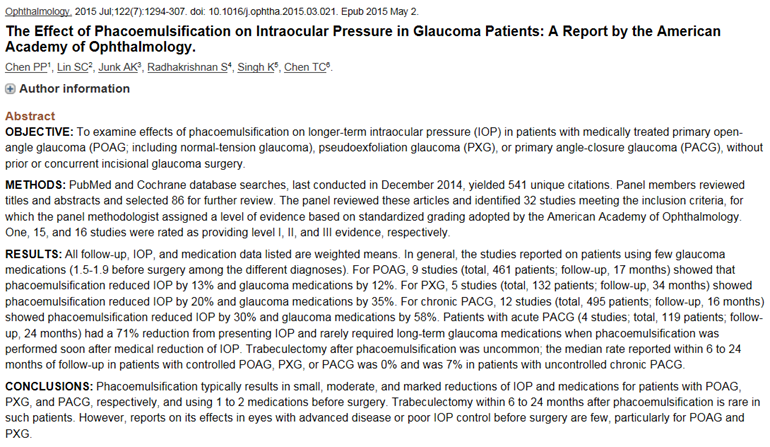 Ophthalmology. 2015 Jul;122(7):1294-307. doi: 10.1016/j.ophtha.2015.03.021. Epub 2015 May 2.
The Effect of Phacoemulsification on Intraocular Pressure in Glaucoma Patients: A Report by the American
Academy of Ophthalmology.
Chen PP1, Lin SC2, Junk AK3, Radhakrishnan S4, Singh K5, Chen TC6.
Author information
Abstract
OBJECTIVE: To examine effects of phacoemulsification on longer-term intraocular pressure (IOP) in patients with medically treated primary open-
angle glaucoma (POAG; including normal-tension glaucoma), pseudoexfoliation glaucoma (PXG), or primary angle-closure glaucoma (PACG), without
prior or concurrent incisional glaucoma surgery.
METHODS: PubMed and Cochrane database searches, last conducted in December 2014, yielded 541 unique citations. Panel members reviewed
titles and abstracts and selected 86 for further review. The panel reviewed these articles and identified 32 studies meeting the inclusion criteria, for
which the panel methodologist assigned a level of evidence based on standardized grading adopted by the American Academy of Ophthalmology.
One, 15, and 16 studies were rated as providing level I, II, and III evidence, respectively.
RESULTS: All follow-up, IOP, and medication data listed are weighted means. In general, the studies reported on patients using few glaucoma
medications (1.5-1.9 before surgery among the different diagnoses). For POAG, 9 studies (total, 461 patients; follow-up, 17 months) showed that
phacoemulsification reduced IOP by 13% and glaucoma medications by 12%. For PXG, 5 studies (total, 132 patients; follow-up, 34 months) showed
phacoemulsification reduced IOP by 20% and glaucoma medications by 35%. For chronic PACG, 12 studies (total, 495 patients; follow-up, 16 months)
showed phacoemulsification reduced IOP by 30% and glaucoma medications by 58%. Patients with acute PACG (4 studies; total, 119 patients; follow-
up, 24 months) had a 71% reduction from presenting IOP and rarely required long-term glaucoma medications when phacoemulsification was
performed soon after medical reduction of IOP. Trabeculectomy after phacoemulsification was uncommon; the median rate reported within 6 to 24
months of follow-up in patients with controlled POAG, PXG, or PACG was 0% and was 7% in patients with uncontrolled chronic PACG.
CONCLUSIONS: Phacoemulsification typically results in small, moderate, and marked reductions of IOP and medications for patients with POAG,
PXG, and PACG, respectively, and using 1 to 2 medications before surgery. Trabeculectomy within 6 to 24 months after phacoemulsification is rare in
such patients. However, reports on its effects in eyes with advanced disease or poor IOP control before surgery are few, particularly for POAG and
PXG.